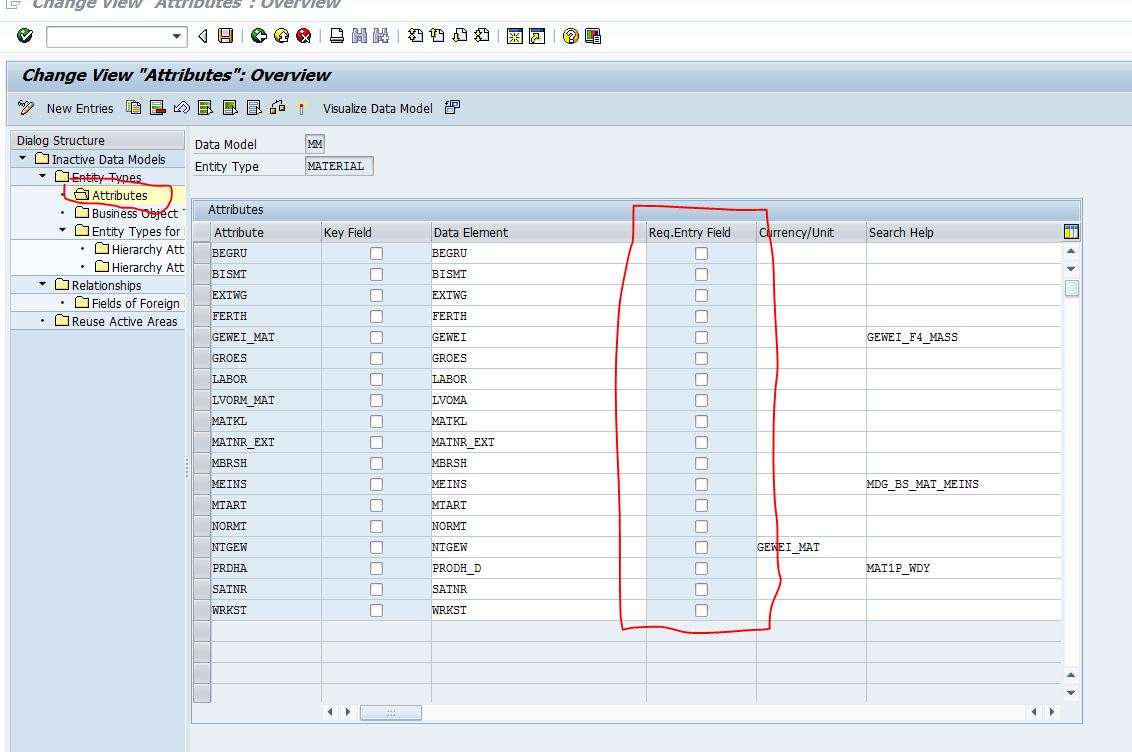 Change View "Attributes": Overview
Change View "Attributes": Overview
New Entries
Visualize Data Model
Dialog Structure
Inactive Data Models
Entity Types
Attributes
Business Object
Entity Types for
Hierarchy Att
Hierarchy Att
Relationships
Fields of Foreign
Reuse Active Areas
Data Model MM
Entity Type MATERIAL
Attributes
Attribute Key Field Data Element Req.Entry Field Currency/Unit Search Help
BEGRU BEGRU
BISMT BISMT
EXTWG EXTWG
FERTH FERTH
GEWEI_MAT GEWEI GEWEI_F4_MASS
GROES GROES
LABOR LABOR
LVORM_MAT LVOMA
MATKL MATKL
MATNR_EXT MATNR_EXT
MBRSH MBRSH
MEINS MEINS MDG_BS_MAT_MEINS
MTART MTART
NORMT NORMT
NTGEW NTGEW GEWEI_MAT
PRDHA PRODH_D MAT1P_WDY
SATNR SATNR
WRKST WRKST